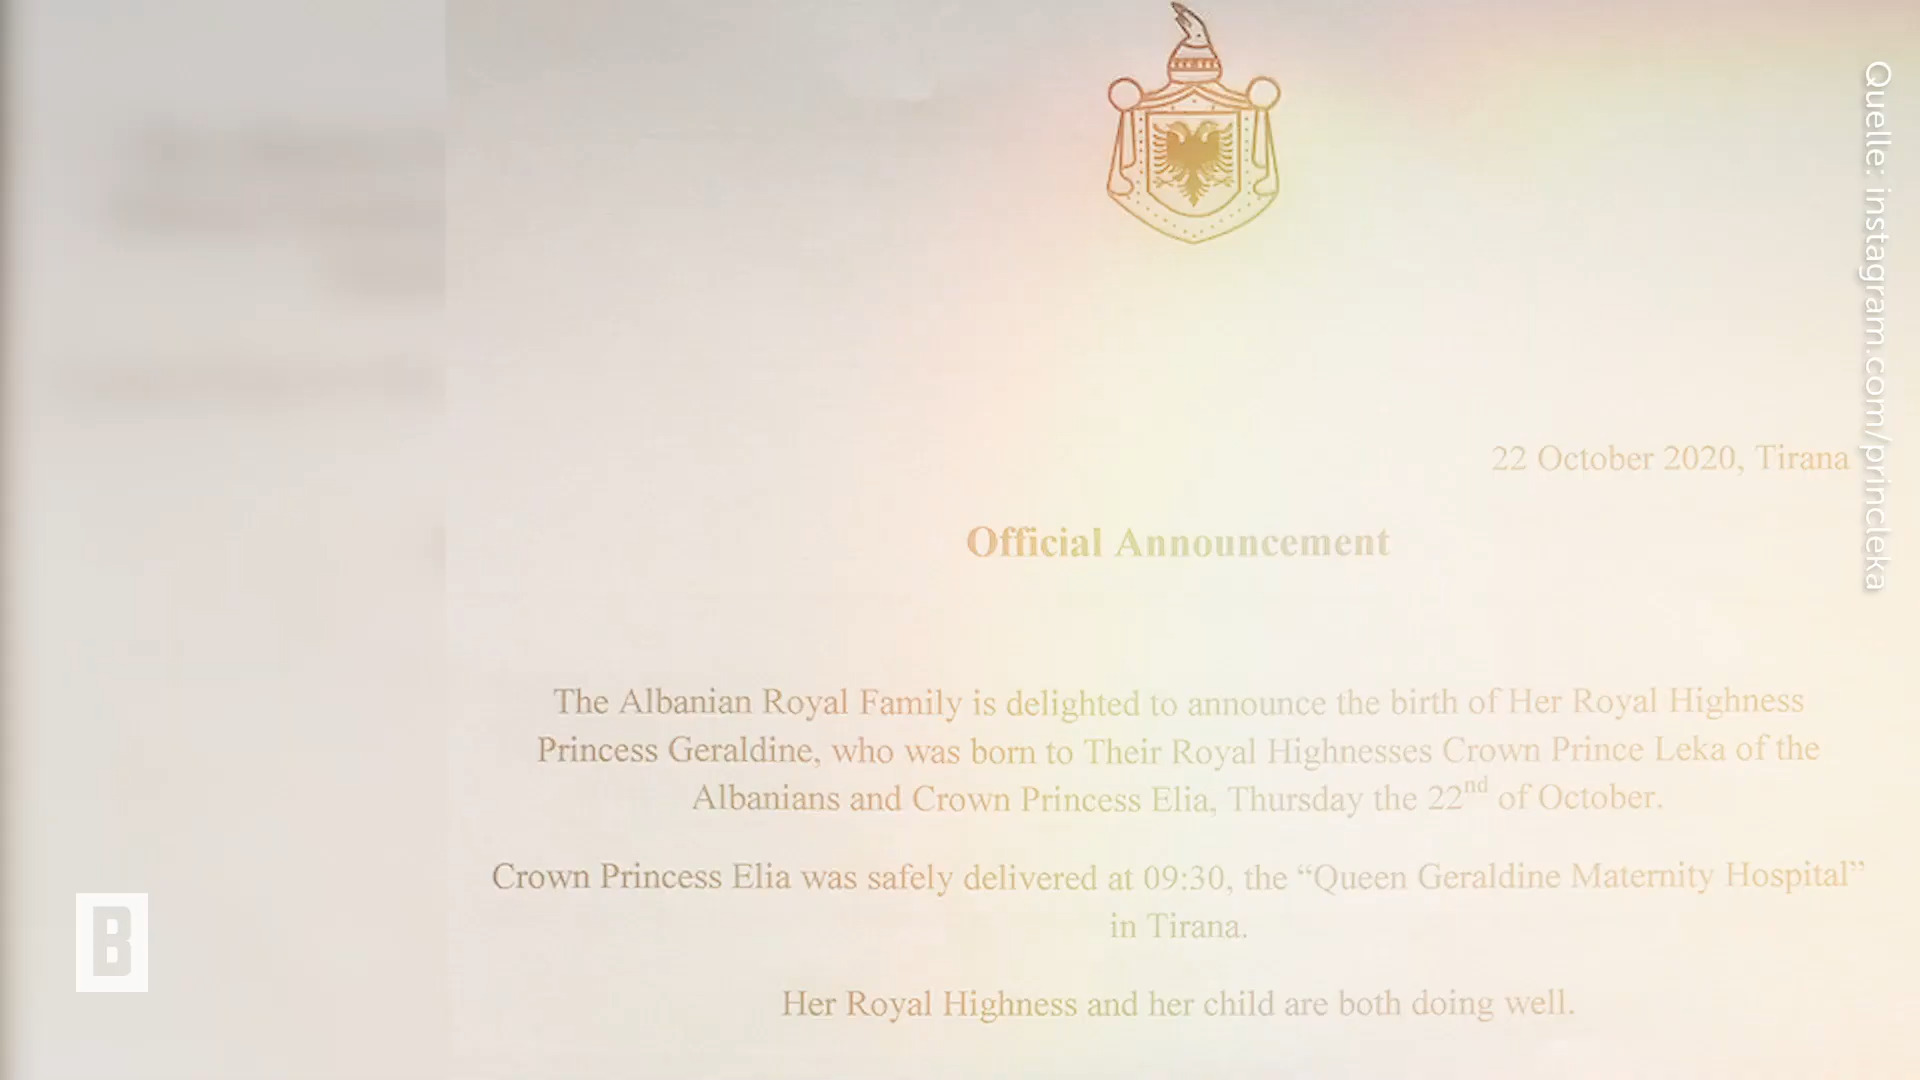 22 October 2020, Tirana
Official Announcement
The Albanian Royal Family is delighted to announce the birth of Her Royal Highness
Princess Geraldine, who was born to Their Royal Highnesses Crown Prince Leka of the
Albanians and Crown Princess Elia, Thursday the 22nd of October.
Crown Princess Elia was safely delivered at 09:30, the “Queen Geraldine Maternity Hospital”
in Tirana.
Her Royal Highness and her child are both doing well.
Quelle: instagram.com/princleka
B